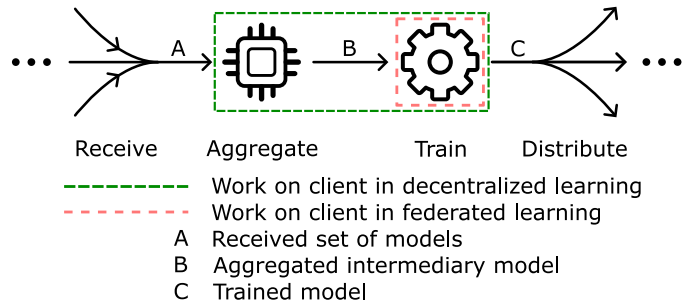 A B C
Receive Aggregate Train Distribute
Work on client in decentralized learning
Work on client in federated learning
A Received set of models
B Aggregated intermediary model
C Trained model